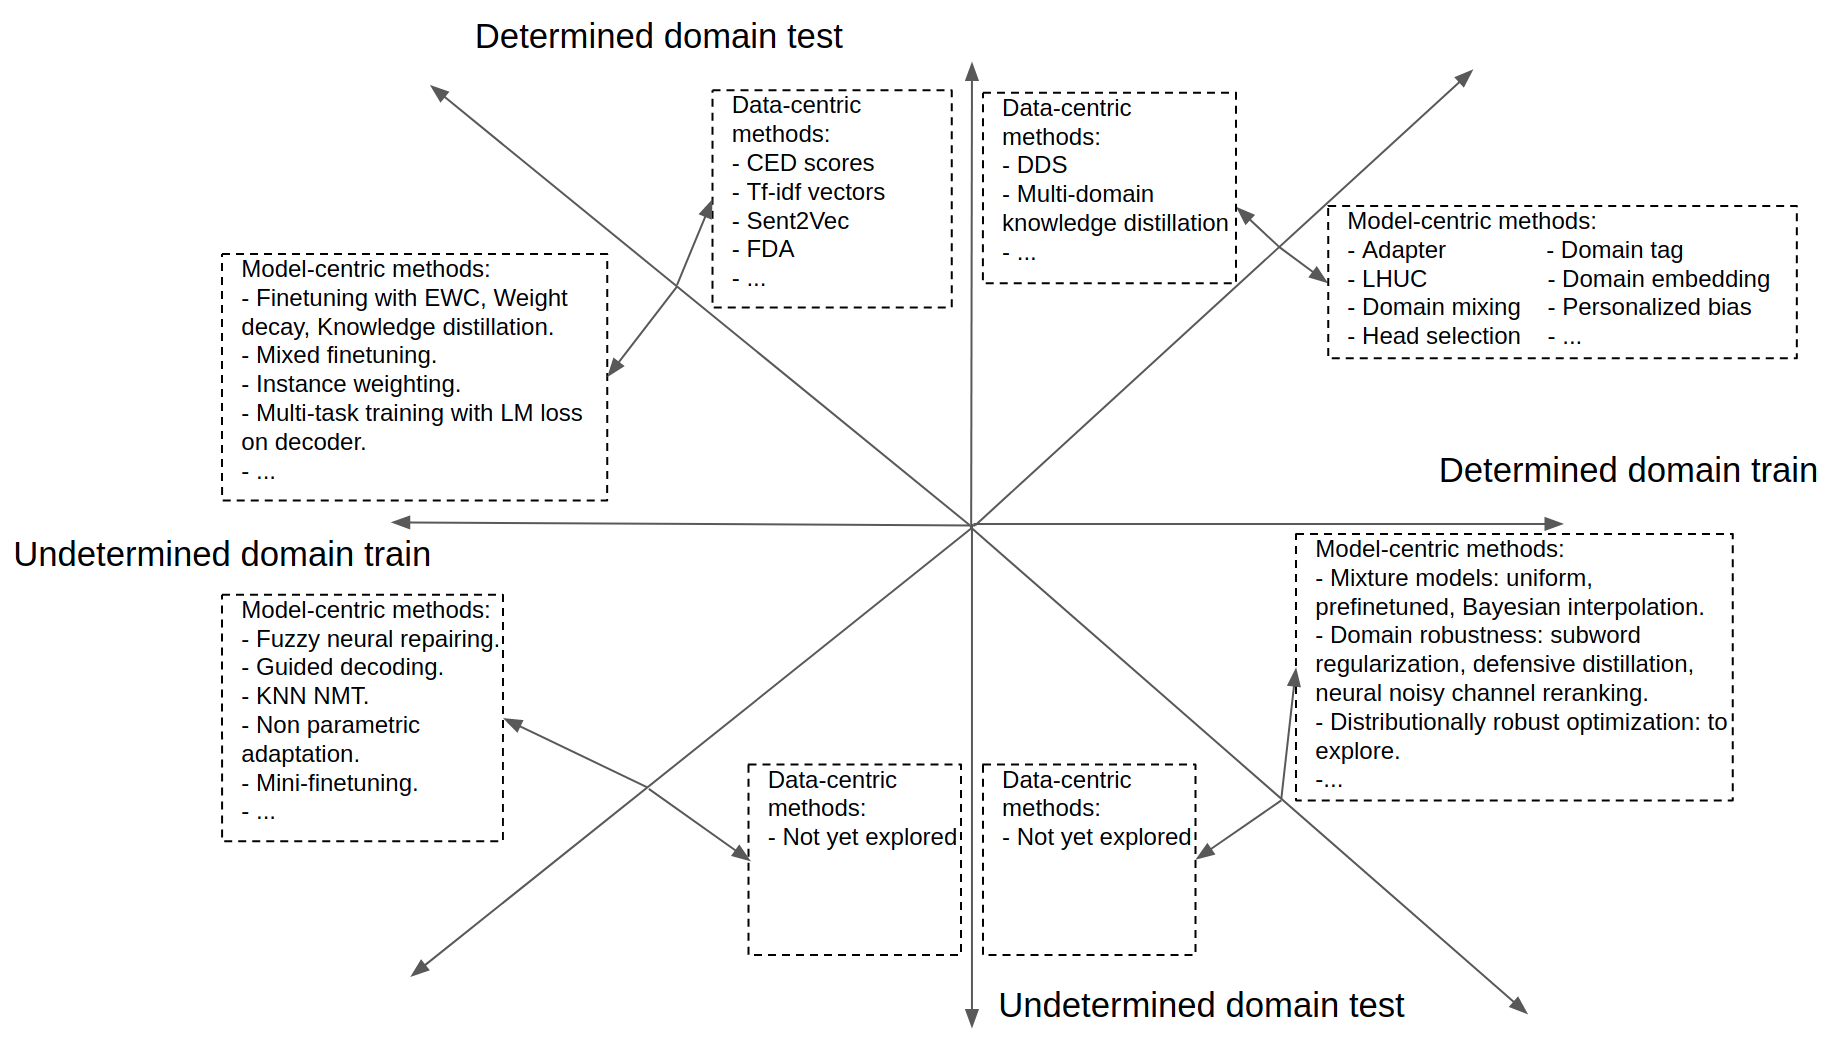 Determined domain test
Data-centric
methods:
- CED scores
- Tf-idf vectors
- Sent2Vec
- FDA
- ...
Data-centric
methods:
- DDS
- Multi-domain
knowledge distillation
- ...
Model-centric methods:
- Adapter - Domain tag
- LHUC - Domain embedding
- Domain mixing - Personalized bias
- Head selection - ...
Model-centric methods:
- Finetuning with EWC, Weight
decay, Knowledge distillation.
- Mixed finetuning.
- Instance weighting.
- Multi-task training with LM loss
on decoder.
- ...
Determined domain train
Undetermined domain train
Model-centric methods:
- Mixture models: uniform,
prefinetuned, Bayesian interpolation.
- Domain robustness: subword
regularization, defensive distillation,
neural noisy channel reranking.
- Distributionally robust optimization: to
explore.
-...
Model-centric methods:
- Fuzzy neural repairing.
- Guided decoding.
- KNN NMT.
- Non parametric
adaptation.
- Mini-finetuning.
- ...
Data-centric
methods:
- Not yet explored
Data-centric
methods:
- Not yet explored
Undetermined domain test